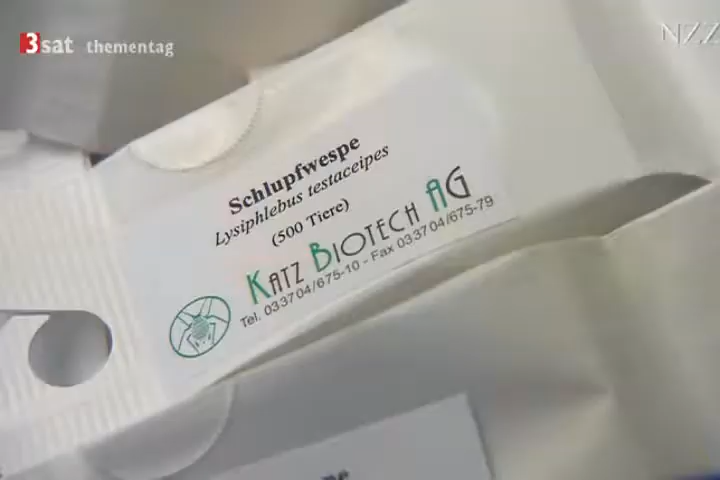 3sat thementag
NZZ
Schlupfwespe
Lysiphlebus testaceipes
(500 Tiere)
KATZ BIOTECH AG
Tel. 033704/675-10 - Fax 033704/675-79